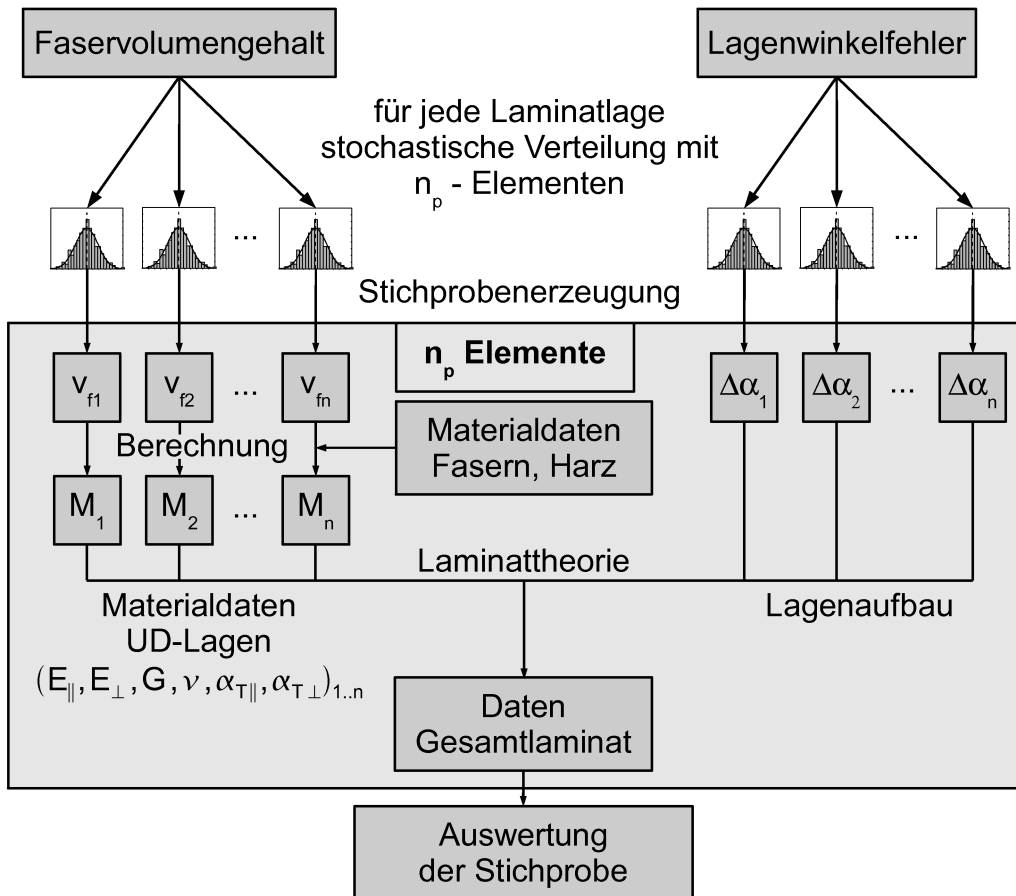 Faservolumengehalt
Lagenwinkelfehler
für jede Laminatlage
stochastische Verteilung mit
n_p - Elementen
...
...
Stichprobenerzeugung
n_p Elemente
v_f1 v_f2 ... v_fn
Δα_1 Δα_2 ... Δα_n
Berechnung
Materialdaten
Fasern, Harz
M_1 M_2 ... M_n
Laminattheorie
Materialdaten
UD-Lagen
(E_∥, E_⊥, G, ν, α_T∥, α_T⊥)_1..n
Lagenaufbau
Daten
Gesamtlaminat
Auswertung
der Stichprobe